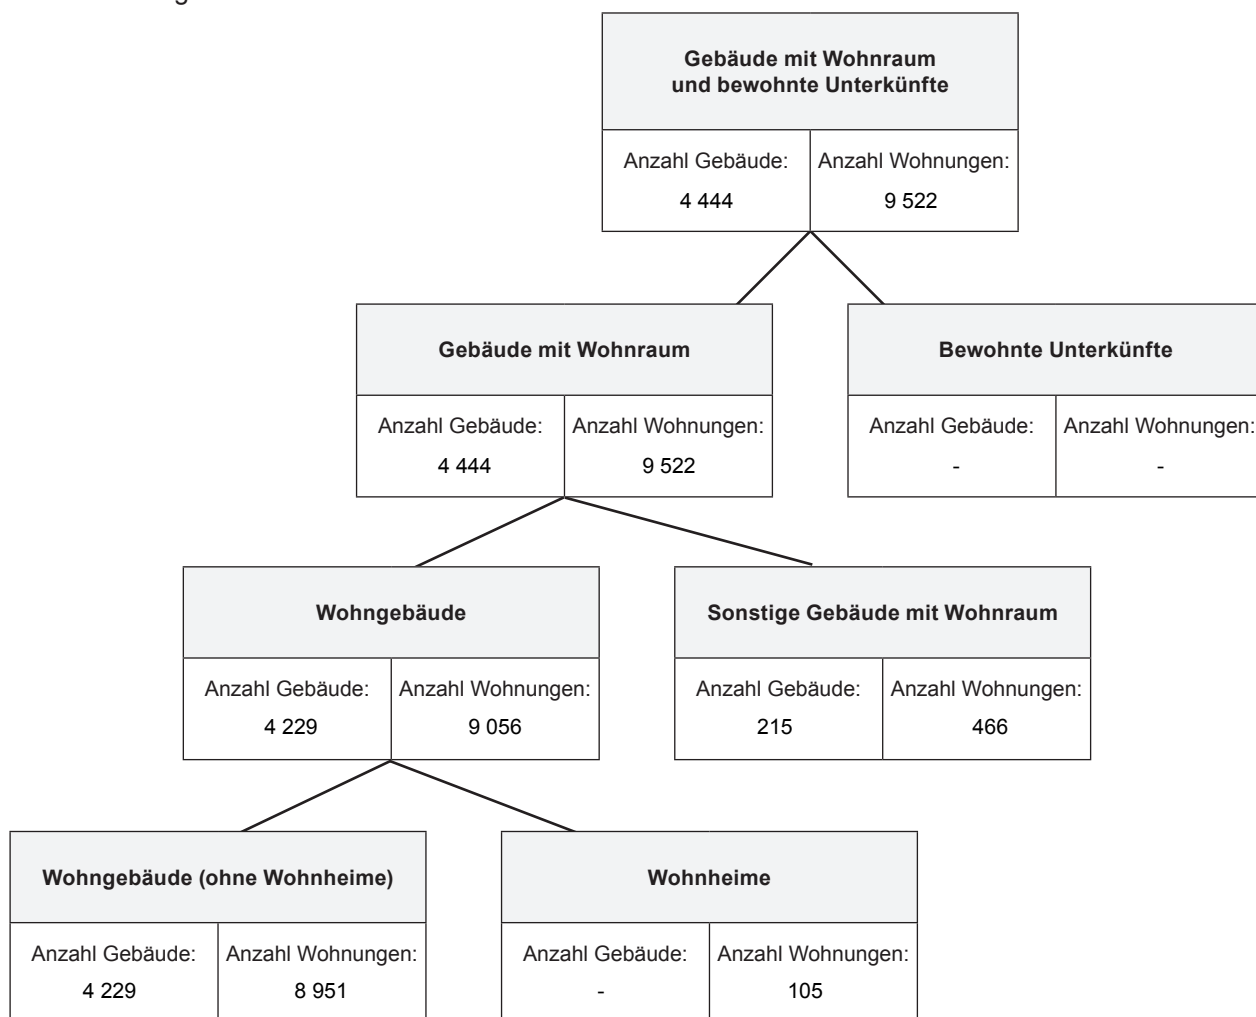 Gebäude mit Wohnraum
und bewohnte Unterkünfte
Anzahl Gebäude: Anzahl Wohnungen:
4 444 9 522
Gebäude mit Wohnraum Bewohnte Unterkünfte
Anzahl Gebäude: Anzahl Wohnungen: Anzahl Gebäude: Anzahl Wohnungen:
4 444 9 522 - -
Wohngebäude Sonstige Gebäude mit Wohnraum
Anzahl Gebäude: Anzahl Wohnungen: Anzahl Gebäude: Anzahl Wohnungen:
4 229 9 056 215 466
Wohngebäude (ohne Wohnheime) Wohnheime
Anzahl Gebäude: Anzahl Wohnungen: Anzahl Gebäude: Anzahl Wohnungen:
4 229 8 951 - 105